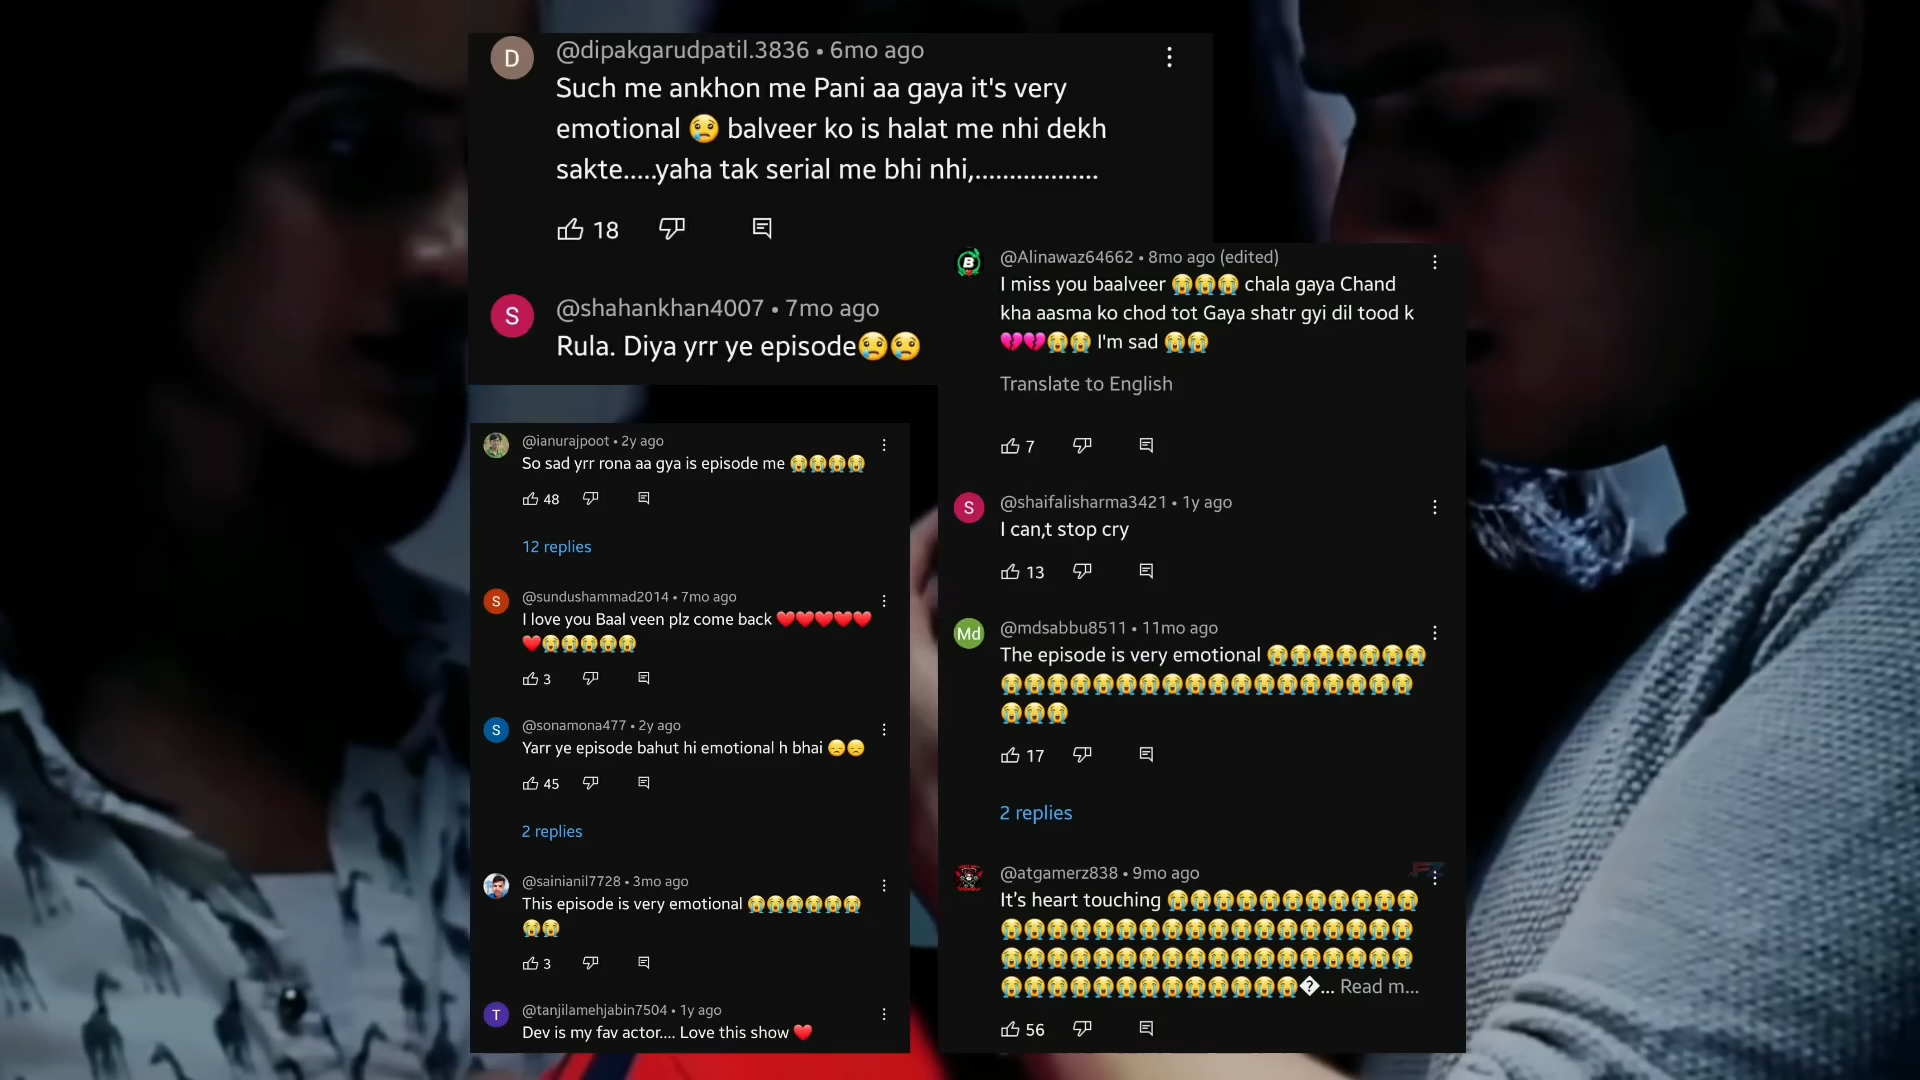 D
@dipakgarudpatil.3836 • 6mo ago
Such me ankhon me Pani aa gaya it's very
emotional 😢 balveer ko is halat me nhi dekh
sakte.....yaha tak serial me bhi nhi,..................
18
S
@shahankhan4007 • 7mo ago
Rula. Diya yrr ye episode😢😢
@ianurajpoot • 2y ago
So sad yrr rona aa gya is episode me 😭😭😭😭
48
12 replies
S
@sundushammad2014 • 7mo ago
I love you Baal veen plz come back ❤️❤️❤️❤️❤️
❤️😭😭😭😭😭
3
S
@sonamona477 • 2y ago
Yarr ye episode bahut hi emotional h bhai 😞😞
45
2 replies
@sainianil7728 • 3mo ago
This episode is very emotional 😭😭😭😭😭😭
😭😭
3
T
@tanjilamehjabin7504 • 1y ago
Dev is my fav actor.... Love this show ❤️
B
@Alinawaz64662 • 8mo ago (edited)
I miss you baalveer 😭😭😭 chala gaya Chand
kha aasma ko chod tot Gaya shatr gyi dil tood k
💔💔😭😭 I'm sad 😭😭
Translate to English
7
S
@shaifalisharma3421 • 1y ago
I can,t stop cry
13
Md
@mdsabbu8511 • 11mo ago
The episode is very emotional 😭😭😭😭😭😭😭
😭😭😭😭😭😭😭😭😭😭😭😭😭😭😭😭😭😭
😭😭😭
17
2 replies
@atgamerz838 • 9mo ago
It's heart touching 😭😭😭😭😭😭😭😭😭😭😭
😭😭😭😭😭😭😭😭😭😭😭😭😭😭😭😭😭😭
😭😭😭😭😭😭😭😭😭😭😭😭😭😭😭😭😭😭
😭😭😭😭😭😭😭😭😭😭😭😭😭�... Read m...
56